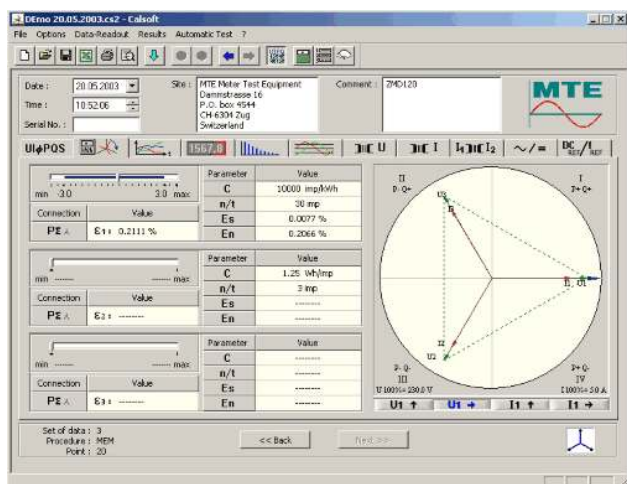 DEmo 20.05.2003.cs2 - Calsoft
File Options Data-Readout Results Automatic Test ?
Date : 20.05.2003
Time : 10:52:06
Serial No. :
Site : MTE Meter Test Equipment
Dammstrasse 16
P.O. box 4544
CH-6304 Zug
Switzerland
Comment : ZMD120
MTE
UIφPQS
1567.8
U
I
I1 I2
~/=
min -3.0 3.0 max
Connection Value
PΣ ε1 : 0.2111 %
Parameter Value
C 10000 imp/kWh
n/t 30 imp
Es 0.0077 %
En 0.2066 %
min ------- ------- max
Connection Value
PΣ ε2 : --------
Parameter Value
C 1.25 Wh/imp
n/t 3 imp
Es --------
En --------
min ------- ------- max
Connection Value
PΣ ε3 : --------
Parameter Value
C --------
n/t --------
Es --------
En --------
II
P- Q+
I
P+ Q+
U3
I3
I1 U1
I2
U2
P- Q-
III
P+ Q-
IV
U 100%= 230.0 V
I 100%= 5.0 A
U1 ↑ U1 → I1 ↑ I1 →
Set of data : 3
Procedure : MEM
Point : 20
<< Back
Next >>